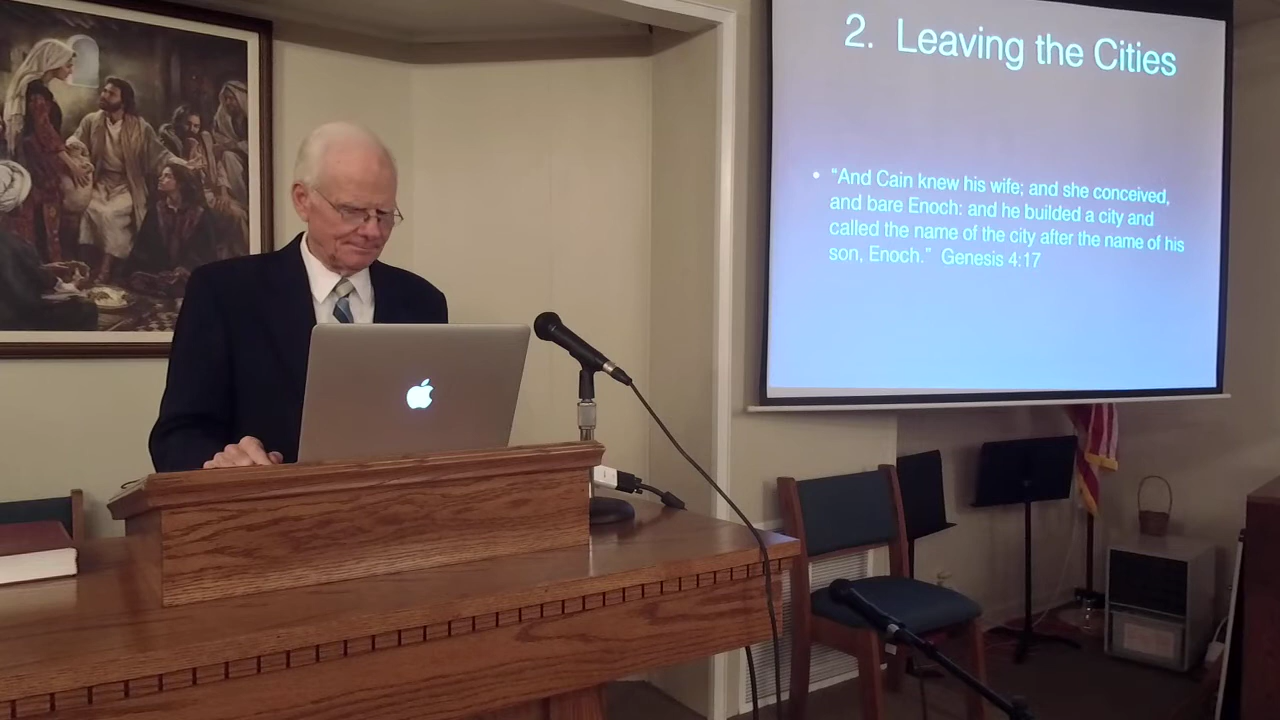 2. Leaving the Cities
• “And Cain knew his wife; and she conceived,
and bare Enoch: and he builded a city and
called the name of the city after the name of his
son, Enoch.” Genesis 4:17